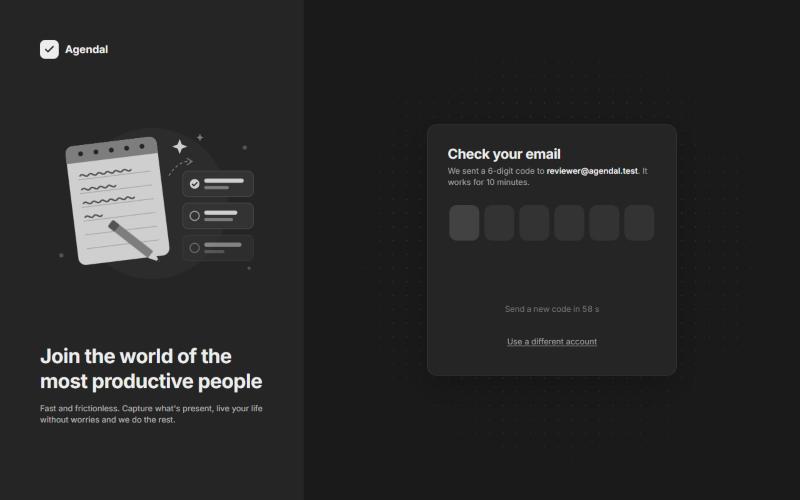 Agendal
Join the world of the
most productive people
Fast and frictionless. Capture what's present, live your life
without worries and we do the rest.
Check your email
We sent a 6-digit code to reviewer@agendal.test. It
works for 10 minutes.
Send a new code in 58 s
Use a different account